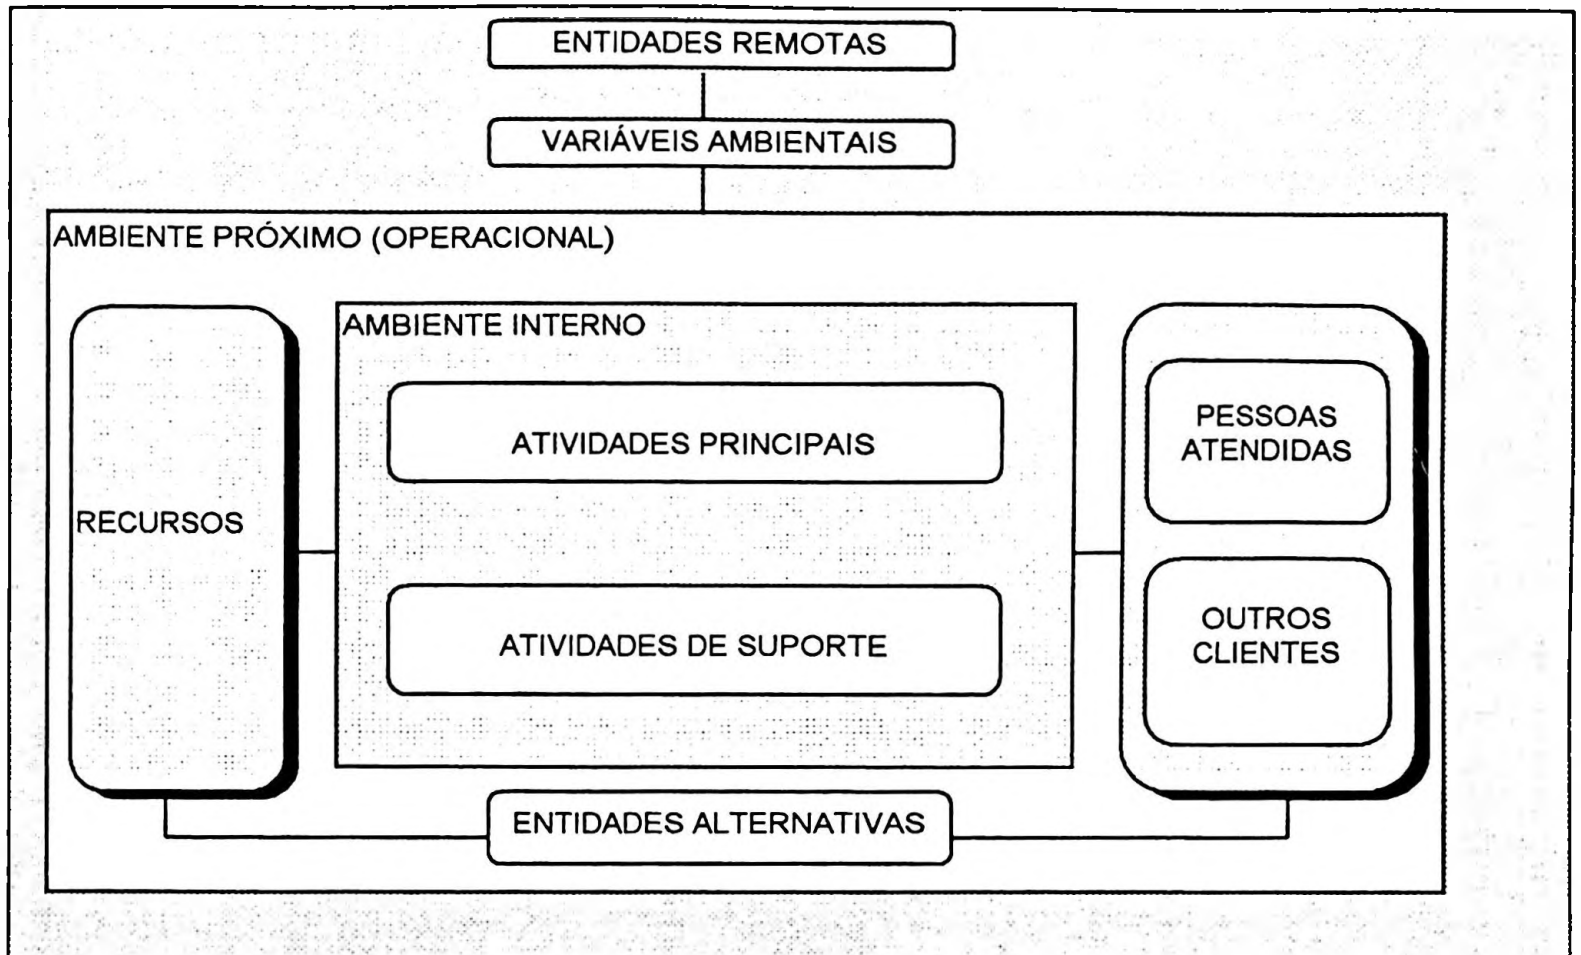 ENTIDADES REMOTAS
VARIÁVEIS AMBIENTAIS
AMBIENTE PRÓXIMO (OPERACIONAL)
AMBIENTE INTERNO
ATIVIDADES PRINCIPAIS
PESSOAS
ATENDIDAS
RECURSOS
ATIVIDADES DE SUPORTE
OUTROS
CLIENTES
ENTIDADES ALTERNATIVAS